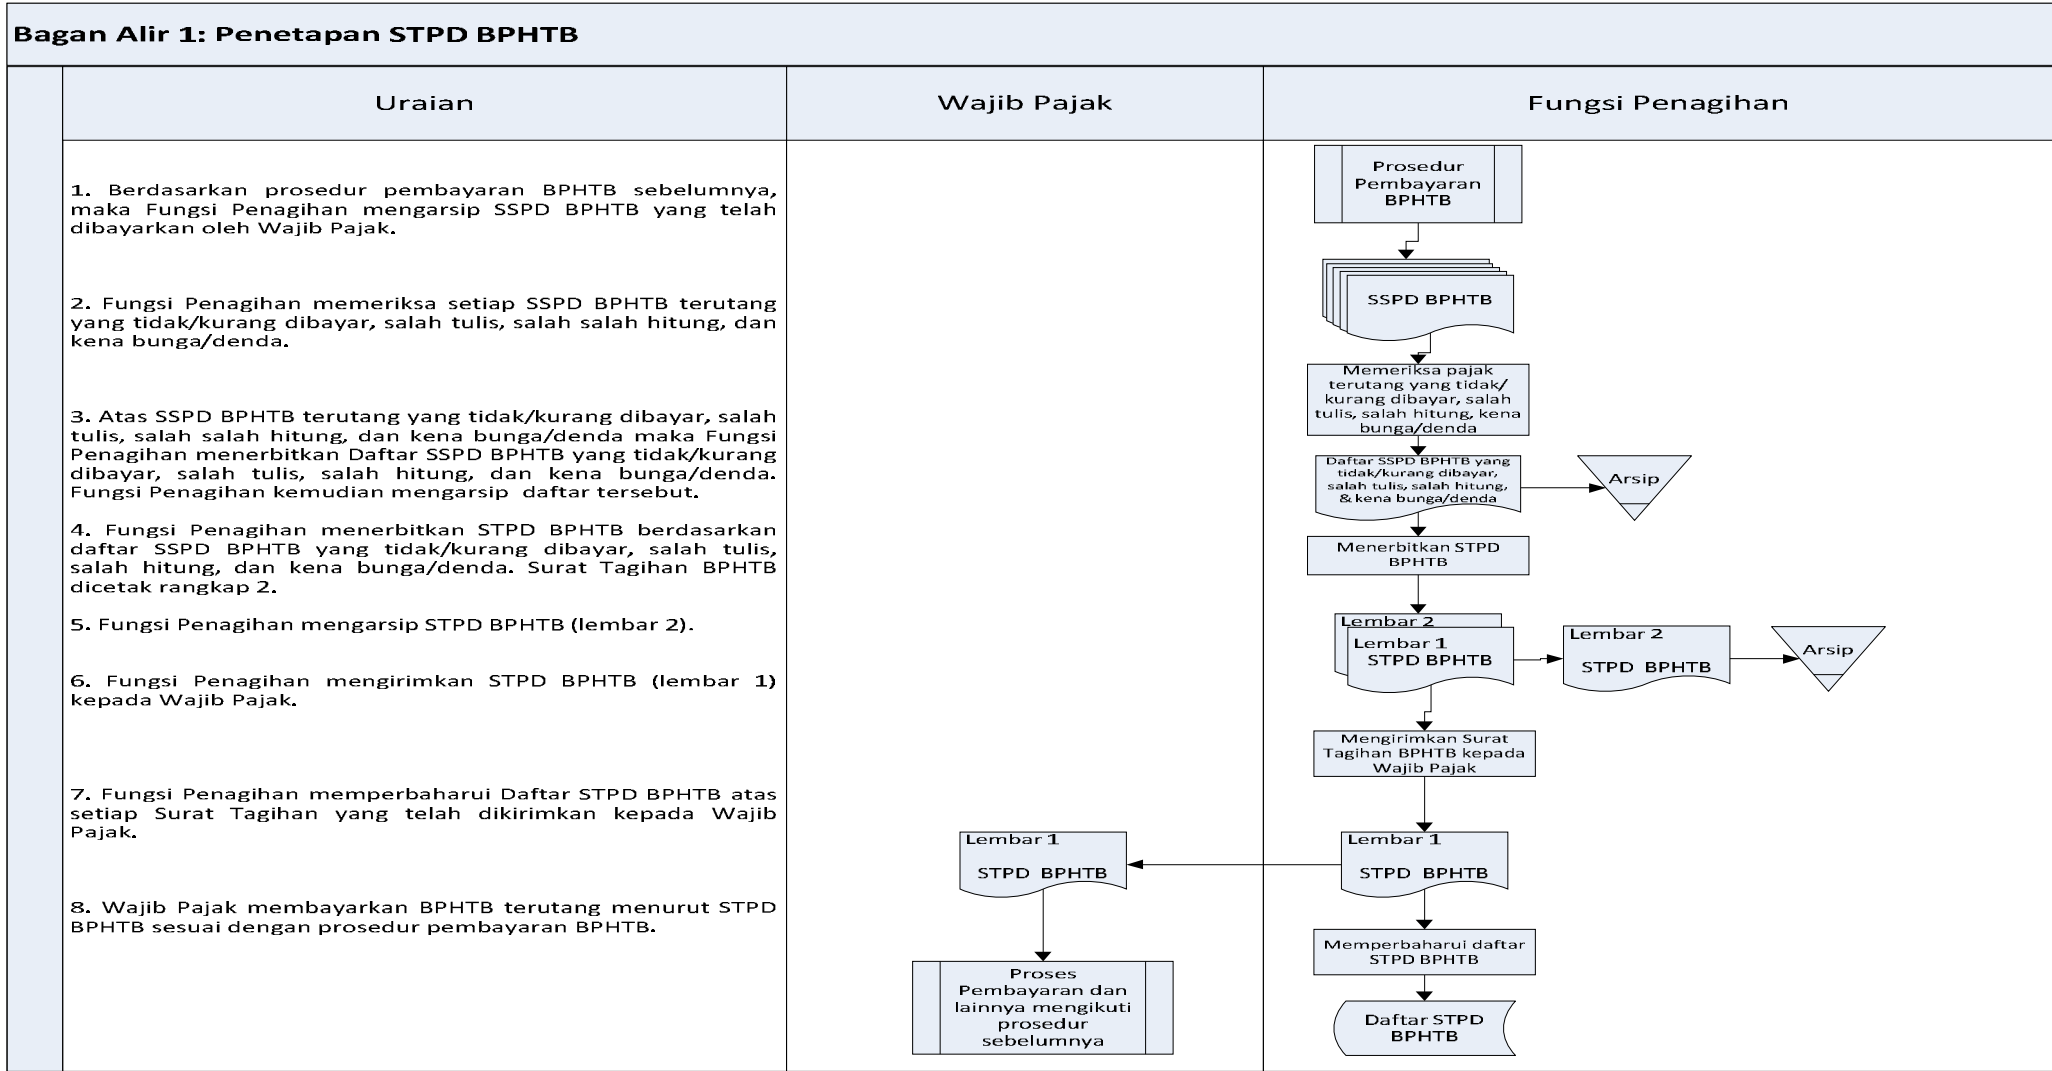 Bagan Alir 1: Penetapan STPD BPHTB
Uraian
Wajib Pajak
Fungsi Penagihan
1. Berdasarkan prosedur pembayaran BPHTB sebelumnya,
maka Fungsi Penagihan mengarsip SSPD BPHTB yang telah
dibayarkan oleh Wajib Pajak.
2. Fungsi Penagihan memeriksa setiap SSPD BPHTB terutang
yang tidak/kurang dibayar, salah tulis, salah salah hitung, dan
kena bunga/denda.
3. Atas SSPD BPHTB terutang yang tidak/kurang dibayar, salah
tulis, salah salah hitung, dan kena bunga/denda maka Fungsi
Penagihan menerbitkan Daftar SSPD BPHTB yang tidak/kurang
dibayar, salah tulis, salah hitung, dan kena bunga/denda.
Fungsi Penagihan kemudian mengarsip daftar tersebut.
4. Fungsi Penagihan menerbitkan STPD BPHTB berdasarkan
daftar SSPD BPHTB yang tidak/kurang dibayar, salah tulis,
salah hitung, dan kena bunga/denda. Surat Tagihan BPHTB
dicetak rangkap 2.
5. Fungsi Penagihan mengarsip STPD BPHTB (lembar 2).
6. Fungsi Penagihan mengirimkan STPD BPHTB (lembar 1)
kepada Wajib Pajak.
7. Fungsi Penagihan memperbaharui Daftar STPD BPHTB atas
setiap Surat Tagihan yang telah dikirimkan kepada Wajib
Pajak.
8. Wajib Pajak membayarkan BPHTB terutang menurut STPD
BPHTB sesuai dengan prosedur pembayaran BPHTB.
Lembar 1
STPD BPHTB
Proses
Pembayaran dan
lainnya mengikuti
prosedur
sebelumnya
Prosedur
Pembayaran
BPHTB
SSPD BPHTB
Memeriksa pajak
terutang yang tidak/
kurang dibayar, salah
tulis, salah hitung, kena
bunga/denda
Daftar SSPD BPHTB yang
tidak/kurang dibayar,
salah tulis, salah hitung,
& kena bunga/denda
Arsip
Menerbitkan STPD
BPHTB
Lembar 2
Lembar 1
STPD BPHTB
Lembar 2
STPD BPHTB
Arsip
Mengirimkan Surat
Tagihan BPHTB kepada
Wajib Pajak
Lembar 1
STPD BPHTB
Memperbaharui daftar
STPD BPHTB
Daftar STPD
BPHTB